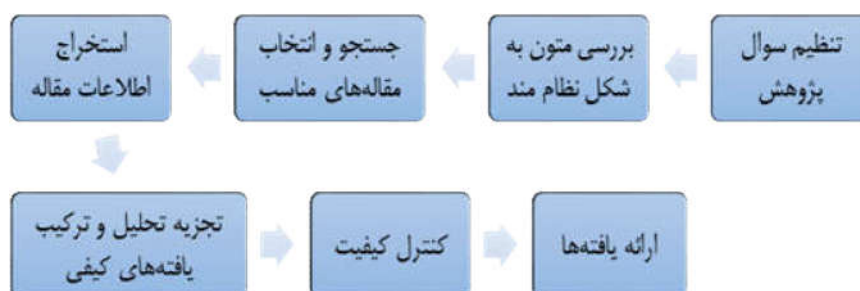 تنظیم سوال
پژوهش
بررسی متون به
شکل نظام مند
جستجو و انتخاب
مقاله‌های مناسب
استخراج
اطلاعات مقاله
تجزیه تحلیل و ترکیب
یافته‌های کیفی
کنترل کیفیت
ارائه یافته‌ها